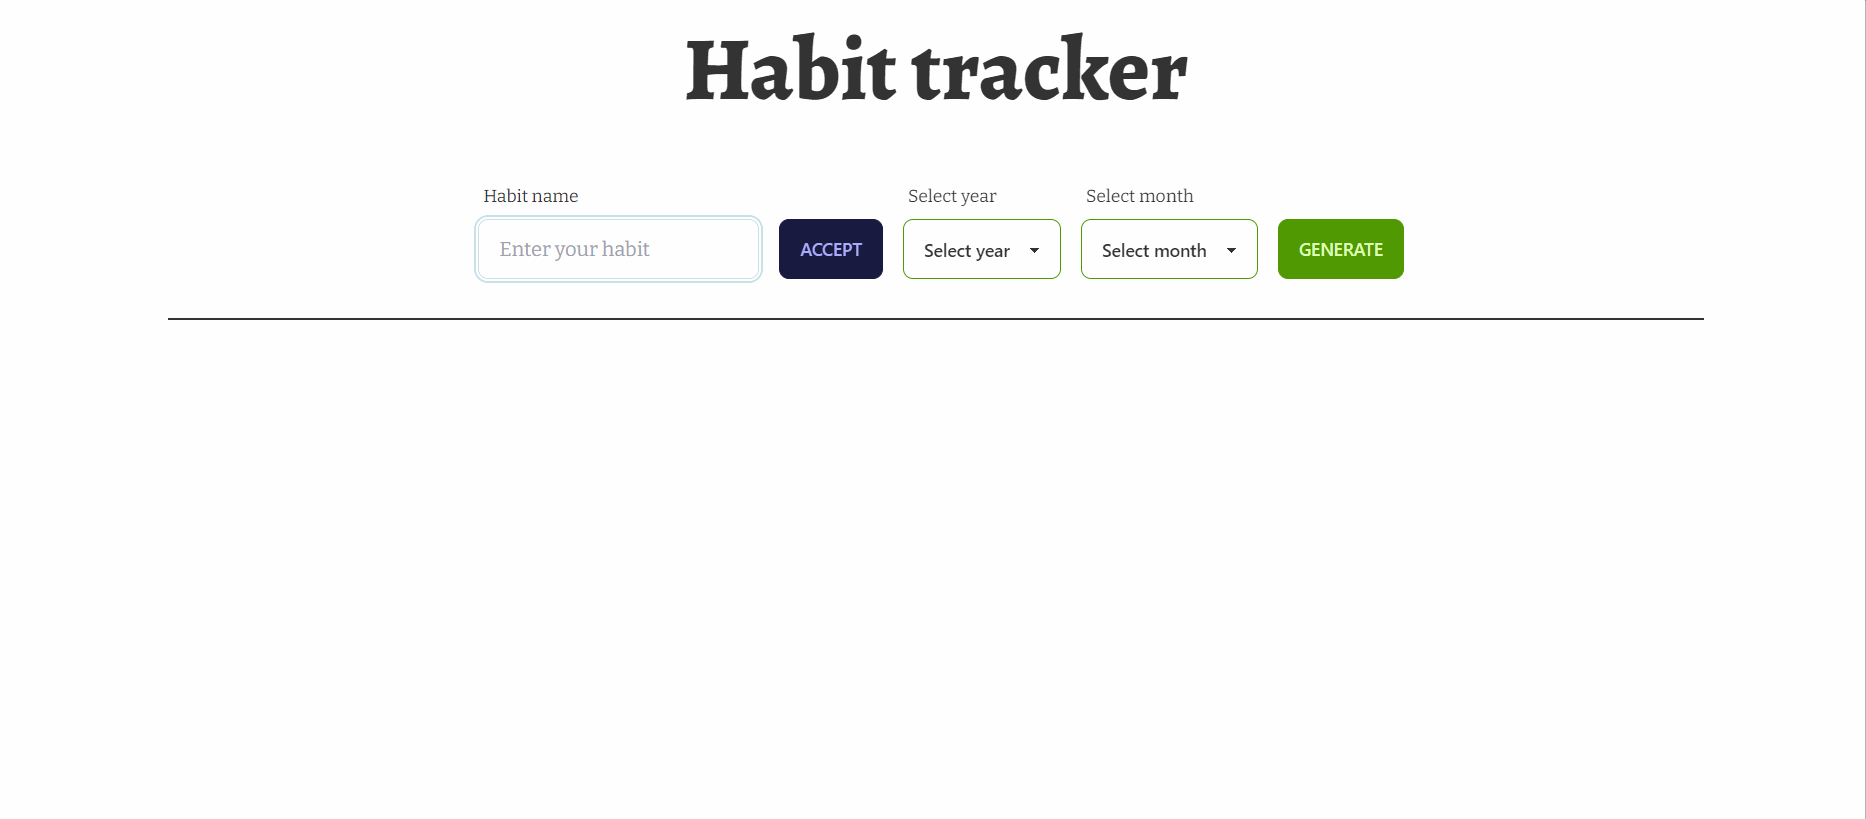 Habit tracker
Habit name
Select year
Select month
Enter your habit
ACCEPT
Select year
Select month
GENERATE